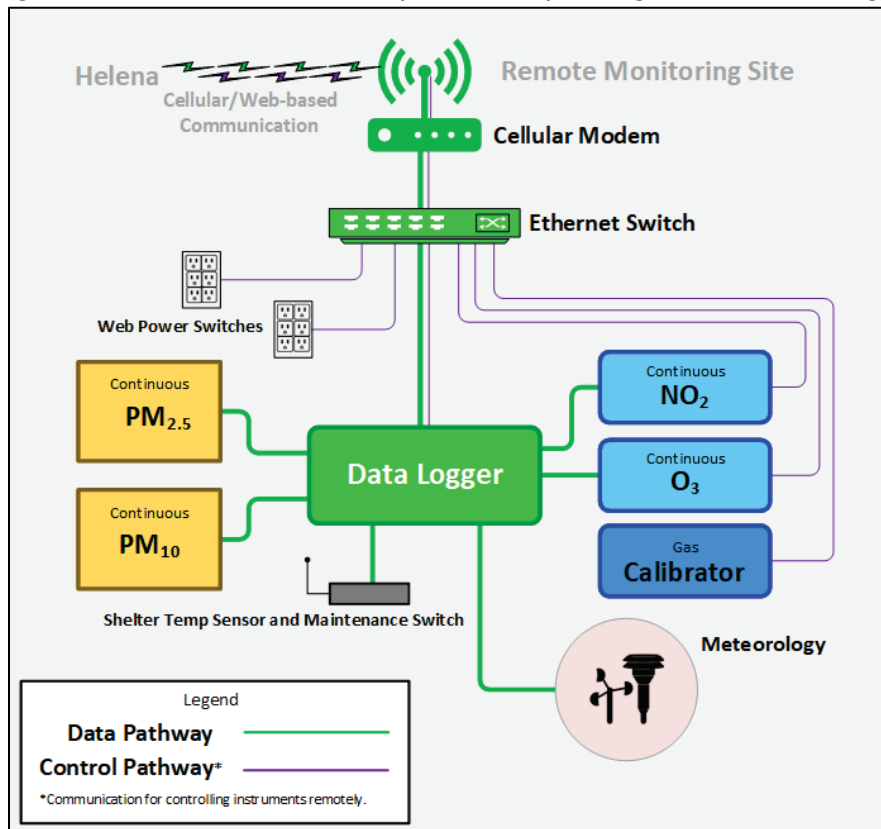 Helena
Cellular/Web-based
Communication
Remote Monitoring Site
Cellular Modem
Ethernet Switch
Web Power Switches
Continuous
PM2.5
Continuous
PM10
Data Logger
Continuous
NO2
Continuous
O3
Gas
Calibrator
Shelter Temp Sensor and Maintenance Switch
Meteorology
Legend
Data Pathway
Control Pathway*
*Communication for controlling instruments remotely.